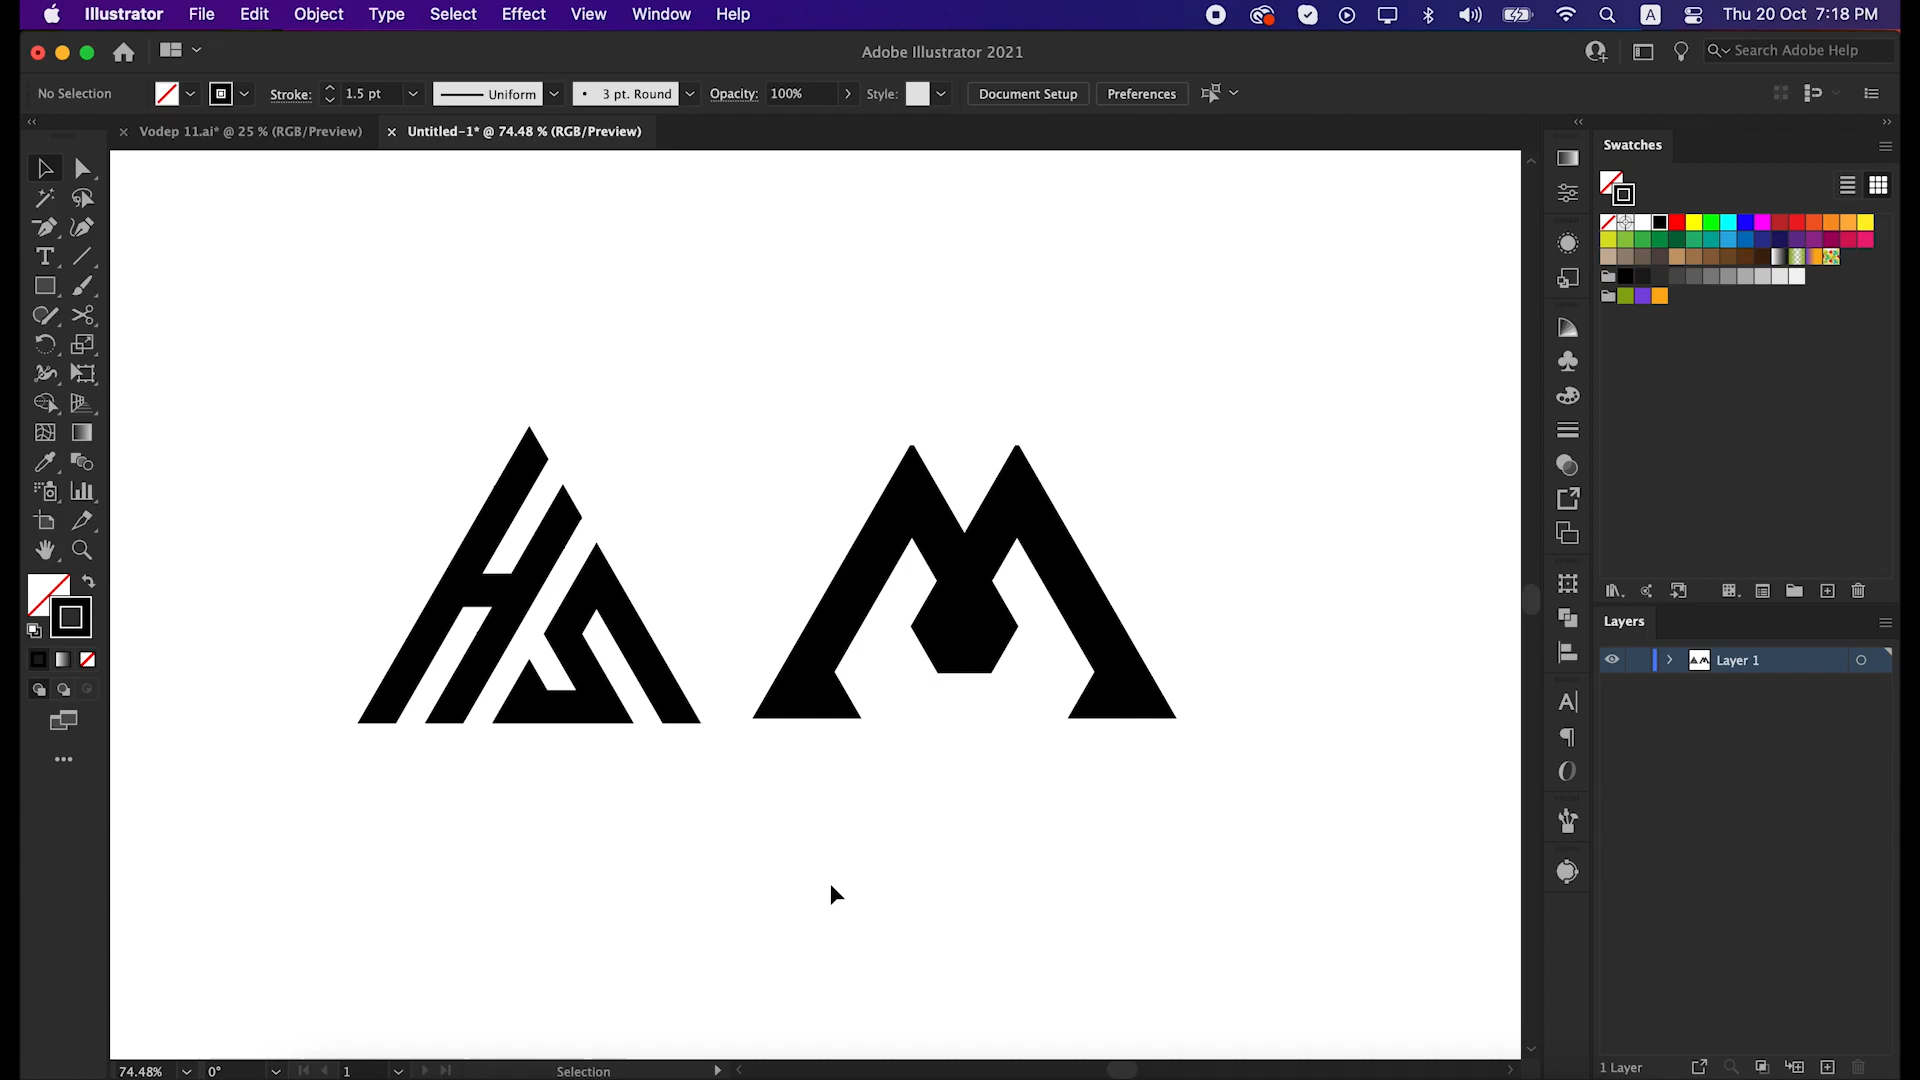 Illustrator File Edit Object Type Select Effect View Window Help A Thu 20 Oct 7:18 PM
Adobe Illustrator 2021 Search Adobe Help
No Selection Stroke: 1.5 pt Uniform 3 pt. Round Opacity: 100% Style: Document Setup Preferences
Vodep 11.ai* @ 25 % (RGB/Preview) Untitled-1* @ 74.48 % (RGB/Preview)
Swatches
HS M
Layers
Layer 1
74.48% 0° 1 Selection 1 Layer